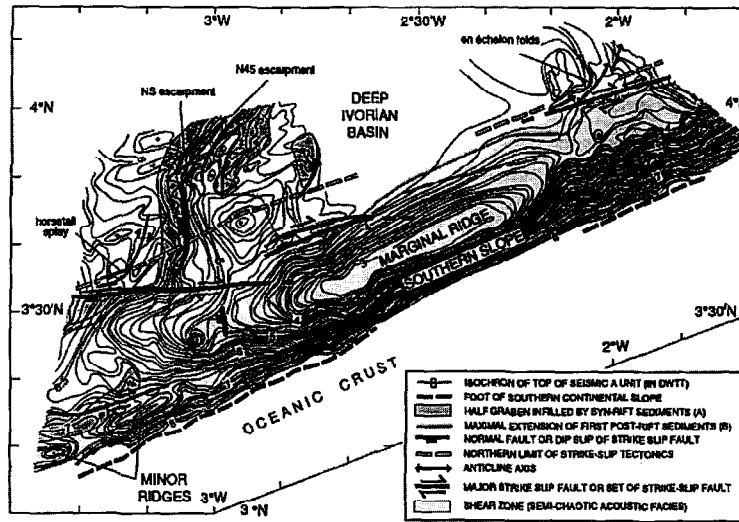 3°W
2°30'W
2°W
en échelon folds
N45 escarpment
NS escarpment
4°N
DEEP
IVORIAN
BASIN
4°
horsetail
splay
MARGINAL RIDGE
SOUTHERN SLOPE
3°30'N
3°30'N
2°W
OCEANIC CRUST
MINOR
RIDGES
3°W
3°N
ISOCHRON OF TOP OF SEISMIC A UNIT (IN DWTT)
FOOT OF SOUTHERN CONTINENTAL SLOPE
HALF GRABEN INFILLED BY SYN-RIFT SEDIMENTS (A)
MAXIMAL EXTENSION OF FIRST POST-RIFT SEDIMENTS (B)
NORMAL FAULT OR DIP SLIP OF STRIKE SLIP FAULT
NORTHERN LIMIT OF STRIKE-SLIP TECTONICS
ANTICLINE AXIS
MAJOR STRIKE SLIP FAULT OR SET OF STRIKE-SLIP FAULT
SHEAR ZONE (SEMI-CHAOTIC ACOUSTIC FACIES)